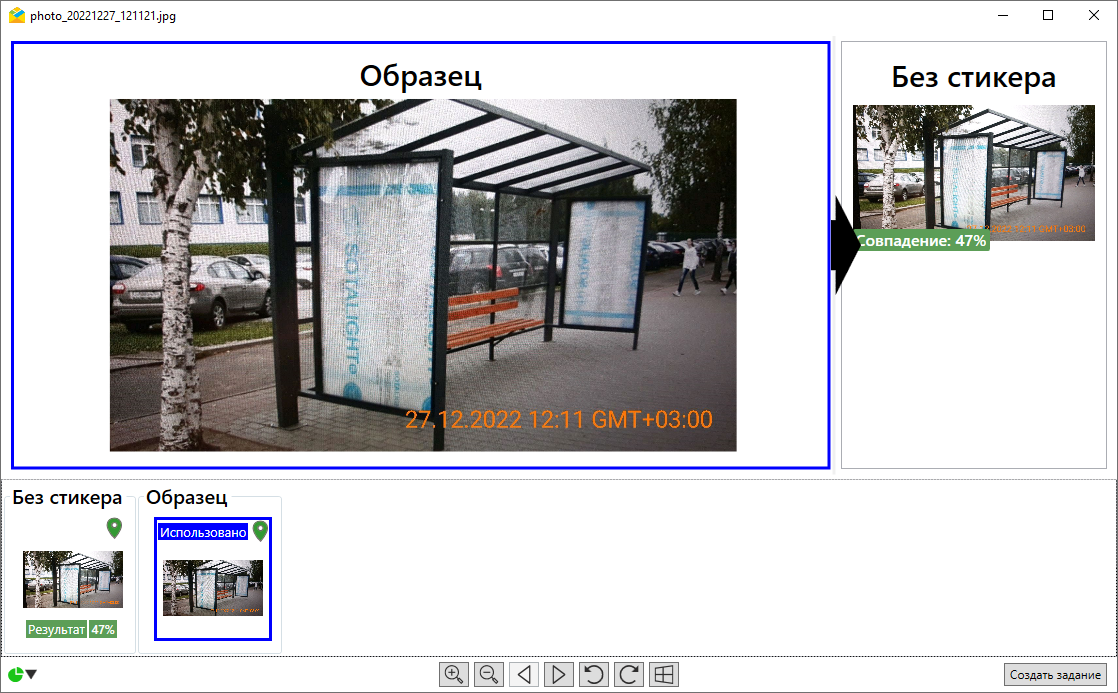 photo_20221227_121121.jpg
Образец
SOTALIGHT
27.12.2022 12:11 GMT+03:00
Без стикера
Совпадение: 47%
Без стикера
Результат 47%
Образец
Использовано
Создать задание